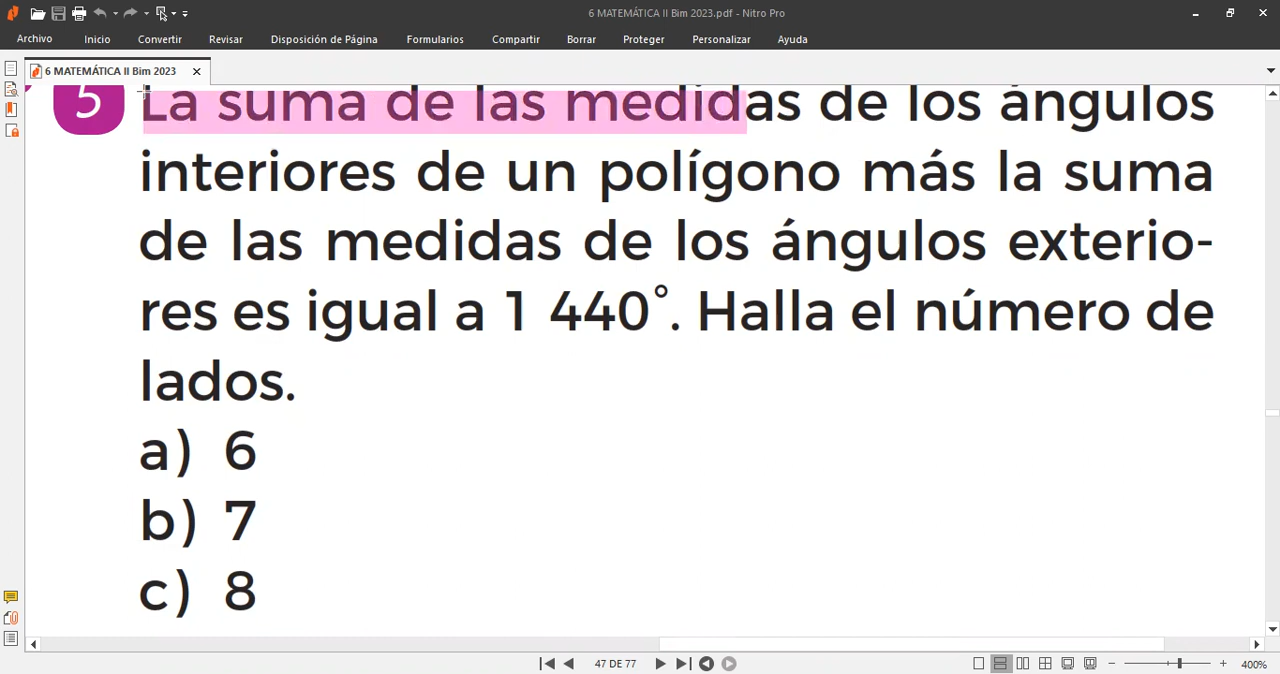 6 MATEMÁTICA II Bim 2023.pdf - Nitro Pro
Archivo Inicio Convertir Revisar Disposición de Página Formularios Compartir Borrar Proteger Personalizar Ayuda
6 MATEMÁTICA II Bim 2023
5 La suma de las medidas de los ángulos
interiores de un polígono más la suma
de las medidas de los ángulos exterio-
res es igual a 1 440°. Halla el número de
lados.
a) 6
b) 7
c) 8
47 DE 77
400%